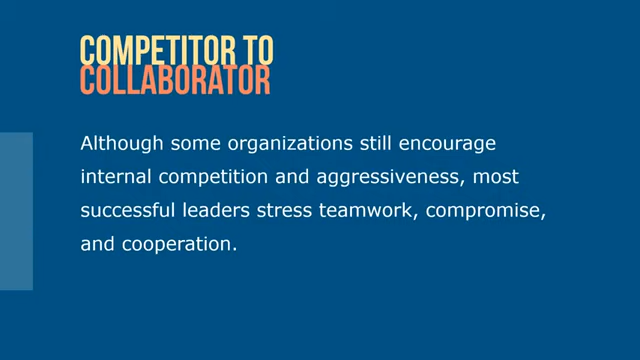 COMPETITOR TO
COLLABORATOR
Although some organizations still encourage
internal competition and aggressiveness, most
successful leaders stress teamwork, compromise,
and cooperation.